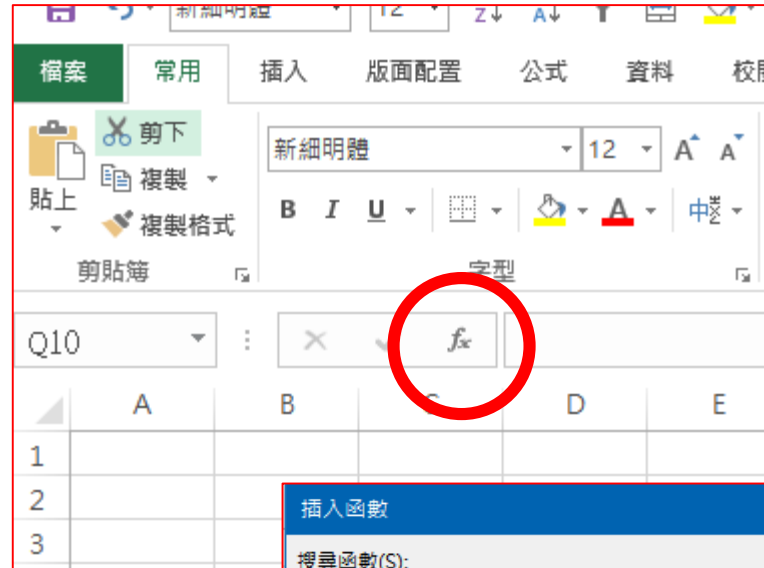 新細明體 12
檔案 常用 插入 版面配置 公式 資料 校閱
剪下
新細明體 12 A A
複製
貼上
B I U A 中
複製格式
剪貼簿 字型
Q10 fx
A B C D E
1
2
插入函數
3
搜尋函數(S):